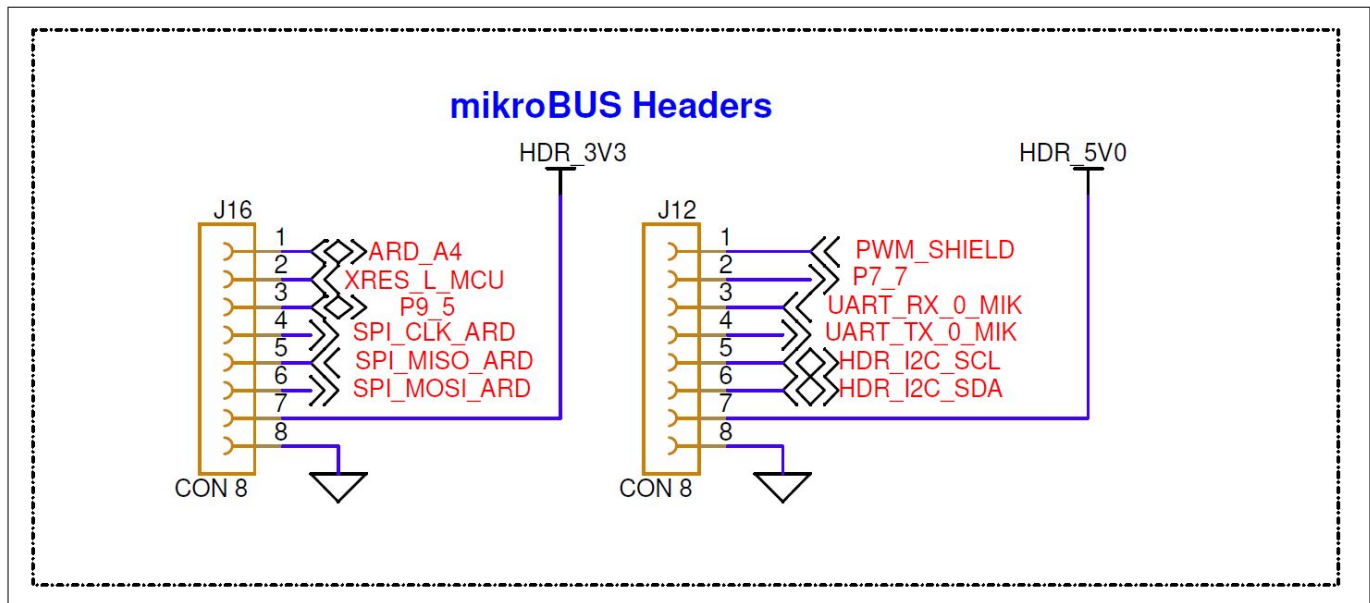 mikroBUS Headers
HDR_3V3
HDR_5V0
J16
1 ARD_A4
2 XRES_L_MCU
3 P9_5
4 SPI_CLK_ARD
5 SPI_MISO_ARD
6 SPI_MOSI_ARD
7
8
CON 8
J12
1 PWM_SHIELD
2 P7_7
3 UART_RX_0_MIK
4 UART_TX_0_MIK
5 HDR_I2C_SCL
6 HDR_I2C_SDA
7
8
CON 8